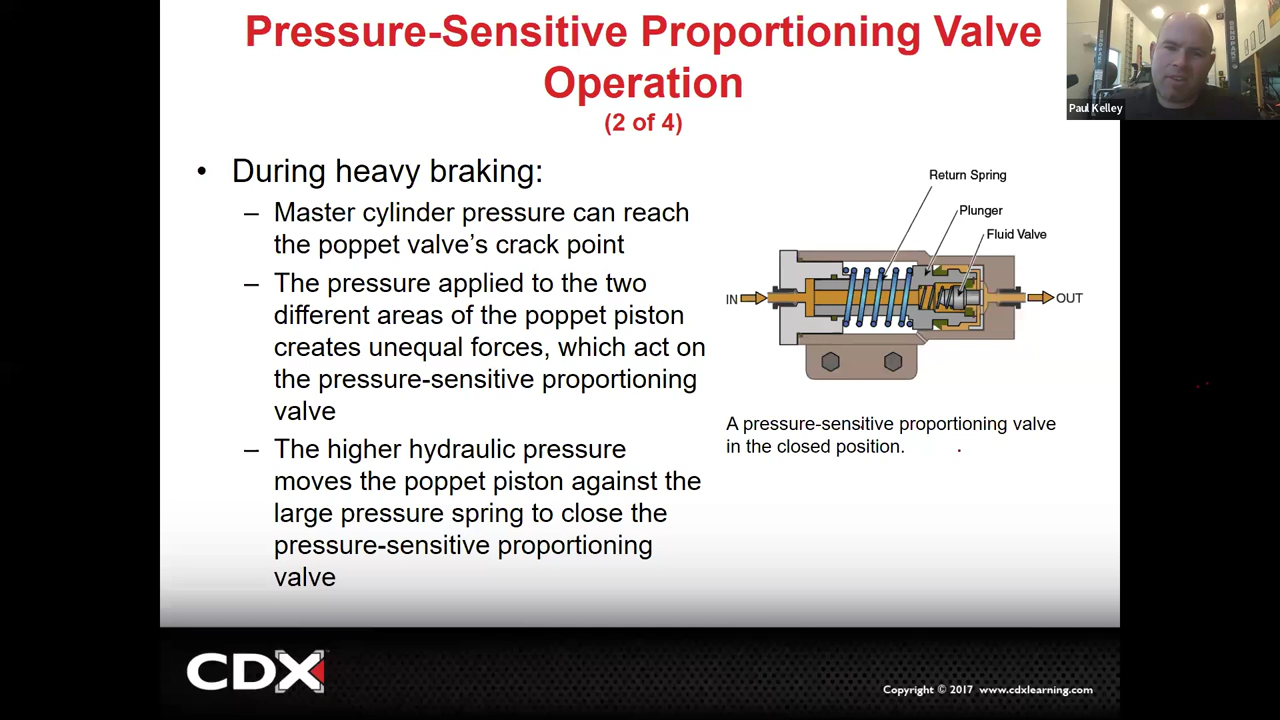 Pressure-Sensitive Proportioning Valve
Operation
(2 of 4)
Paul Kelley
• During heavy braking:
– Master cylinder pressure can reach
the poppet valve’s crack point
– The pressure applied to the two
different areas of the poppet piston
creates unequal forces, which act on
the pressure-sensitive proportioning
valve
– The higher hydraulic pressure
moves the poppet piston against the
large pressure spring to close the
pressure-sensitive proportioning
valve
Return Spring
Plunger
Fluid Valve
IN
OUT
A pressure-sensitive proportioning valve
in the closed position.
CDX
Copyright © 2017 www.cdxlearning.com